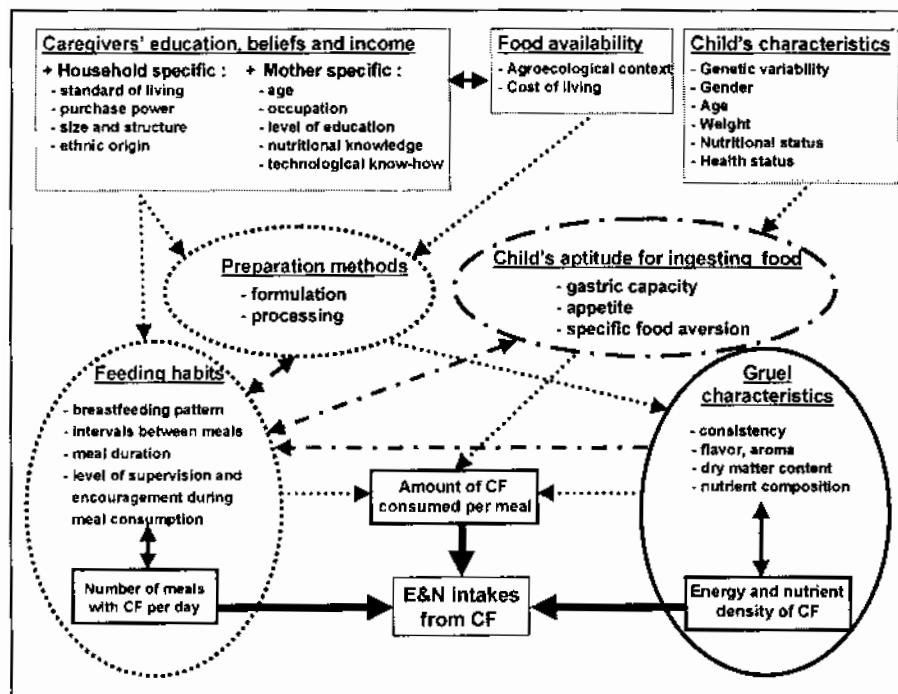 Caregivers' education, beliefs and income
+ Household specific :
- standard of living
- purchase power
- size and structure
- ethnic origin
+ Mother specific :
- age
- occupation
- level of education
- nutritional knowledge
- technological know-how
Food availability
- Agroecological context
- Cost of living
Child's characteristics
- Genetic variability
- Gender
- Age
- Weight
- Nutritional status
- Health status
Preparation methods
- formulation
- processing
Child's aptitude for ingesting food
- gastric capacity
- appetite
- specific food aversion
Feeding habits
- breastfeeding pattern
- intervals between meals
- meal duration
- level of supervision and
encouragement during
meal consumption
Gruel
characteristics
- consistency
- flavor, aroma
- dry matter content
- nutrient composition
Amount of CF
consumed per meal
Number of meals
with CF per day
E&N intakes
from CF
Energy and nutrient
density of CF